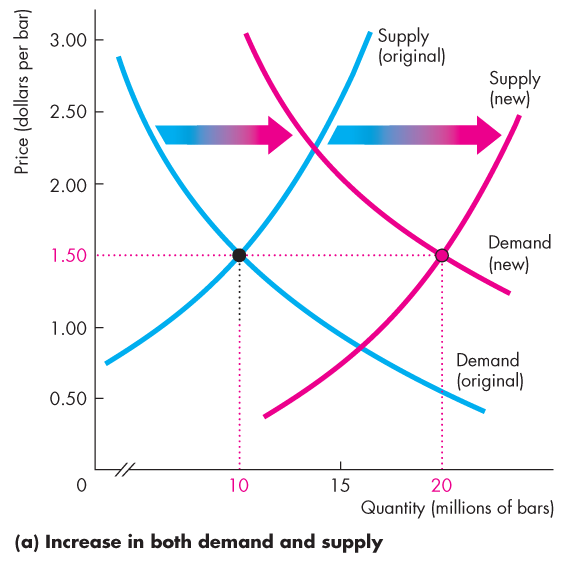 Price (dollars per bar)
3.00
2.50
2.00
1.50
1.00
0.50
0
10
15
20
Quantity (millions of bars)
Supply
(original)
Supply
(new)
Demand
(new)
Demand
(original)
(a) Increase in both demand and supply